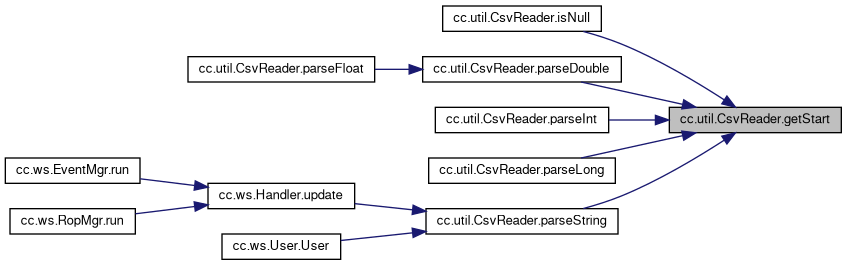 cc.util.CsvReader.isNull
cc.util.CsvReader.parseFloat
cc.util.CsvReader.parseDouble
cc.util.CsvReader.parseInt
cc.util.CsvReader.getStart
cc.ws.EventMgr.run
cc.util.CsvReader.parseLong
cc.ws.Handler.update
cc.ws.RopMgr.run
cc.util.CsvReader.parseString
cc.ws.User.User